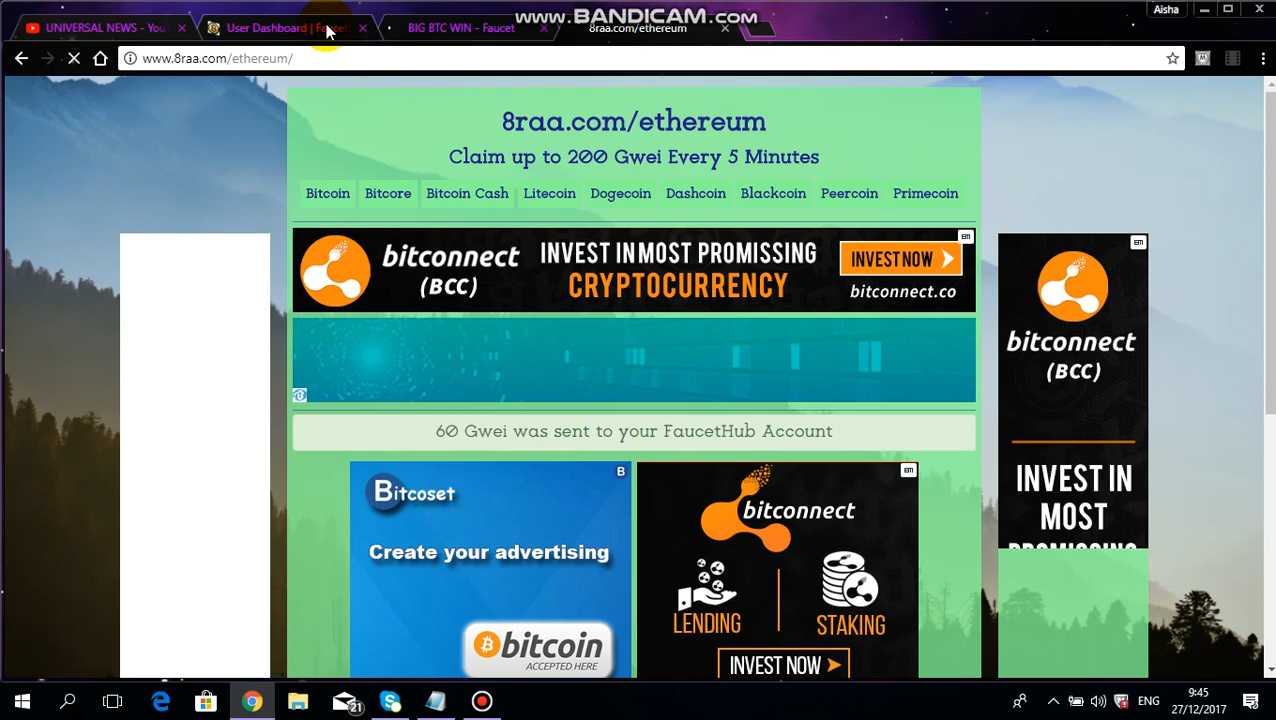 www.BANDICAM.com
Aisha
UNIVERSAL NEWS - You
User Dashboard | Faucet
BIG BTC WIN - Faucet
8raa.com/ethereum
www.8raa.com/ethereum/
8raa.com/ethereum
Claim up to 200 Gwei Every 5 Minutes
Bitcoin Bitcore Bitcoin Cash Litecoin Dogecoin Dashcoin Blackcoin Peercoin Primecoin
bitconnect
(BCC)
INVEST IN MOST PROMISSING
CRYPTOCURRENCY
INVEST NOW
bitconnect.co
bitconnect
(BCC)
INVEST IN
MOST
PROMISSING
60 Gwei was sent to your FaucetHub Account
Bitcoset
Create your advertising
bitcoin
ACCEPTED HERE
B
bitconnect
LENDING
STAKING
INVEST NOW
21
ENG
9:45
27/12/2017